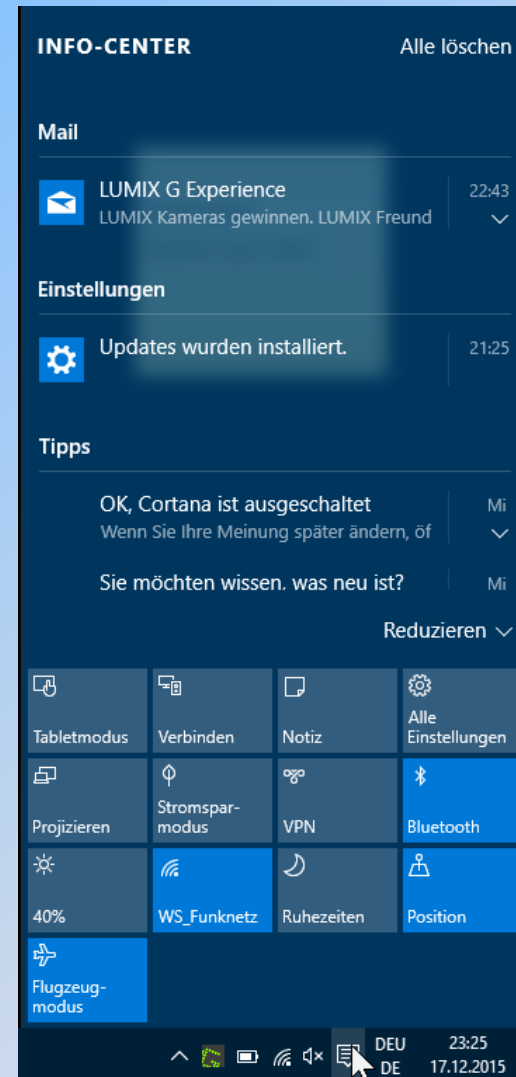 INFO-CENTER Alle löschen
Mail
LUMIX G Experience 22:43
LUMIX Kameras gewinnen. LUMIX Freund
Einstellungen
Updates wurden installiert. 21:25
Tipps
OK, Cortana ist ausgeschaltet Mi
Wenn Sie Ihre Meinung später ändern, öf
Sie möchten wissen. was neu ist? Mi
Reduzieren
Tabletmodus
Verbinden
Notiz
Alle
Einstellungen
Projizieren
Stromspar-
modus
VPN
Bluetooth
40%
WS_Funknetz
Ruhezeiten
Position
Flugzeug-
modus
DEU 23:25
DE 17.12.2015